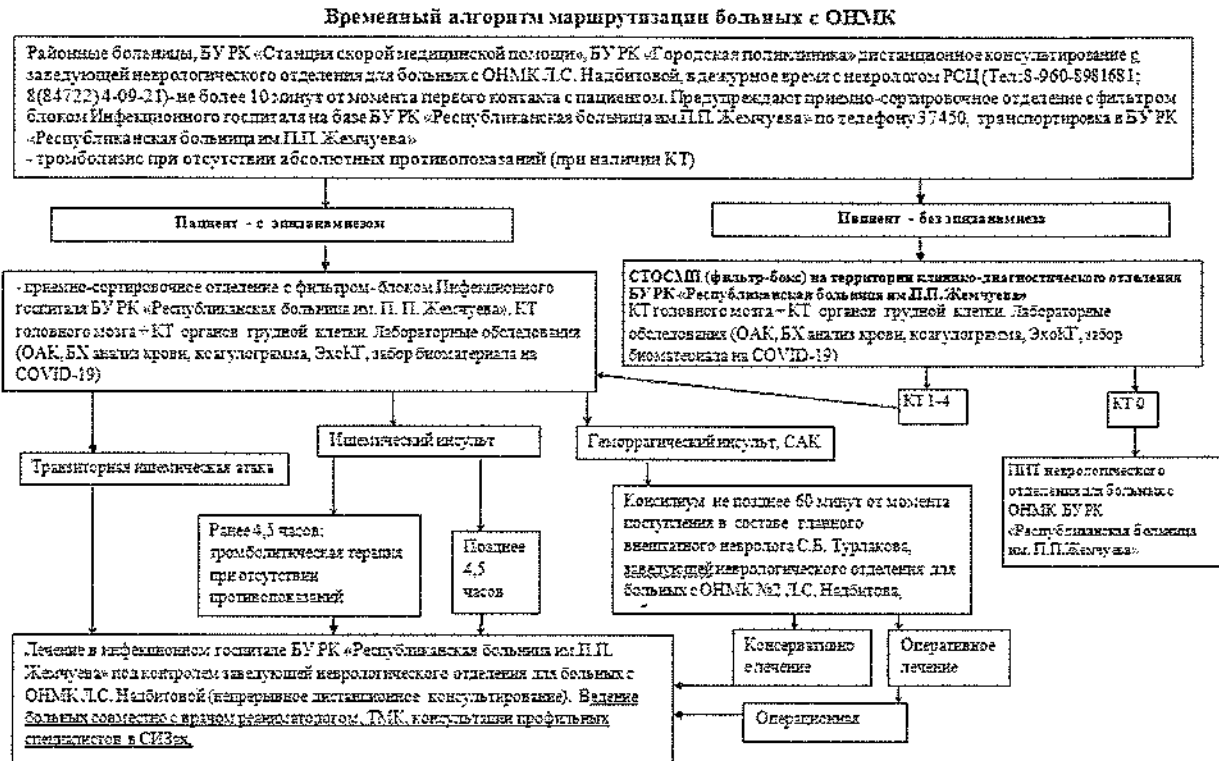 Временный алгоритм маршрутизации больных с ОНМК
Районные больницы, БУ РК «Станция скорой медицинской помощи», БУ РК «Городская поликлиника» дистанционное консультирование с
заведующей неврологического отделения для больных с ОНМК Л.С. Надбитовой, в дежурное время с неврологом РСЦ (Тел:8-960-8981681;
8(84722)4-09-21)- не более 10 минут от момента первого контакта с пациентом. Предупреждают приемно-сортировочное отделение с фильтром
блоком Инфекционного госпиталя на базе БУ РК «Республиканская больница им. П.П. Жемчуева» по телефону 37450, транспортировка в БУ РК
«Республиканская больница им П.П. Жемчуева»
- тромболизис при отсутствии абсолютных противопоказаний (при наличии КТ)
Пациент - с эпиданамнезом
Пациент - без эпиданамнеза
- приемно-сортировочное отделение с фильтром- блоком Инфекционного
госпиталя БУ РК «Республиканская больница им. П. П. Жемчуева». КТ
головного мозга + КТ органов грудной клетки. Лабораторные обследования
(ОАК, БХ анализ крови, коагулограмма, ЭхоКГ, забор биоматериала на
COVID-19)
СТОСМП (фильтр-бокс) на территории клинико-диагностического отделения
БУ РК «Республиканская больница им. П.П. Жемчуева»
КТ головного мозга + КТ органов грудной клетки. Лабораторные
обследования (ОАК, БХ анализ крови, коагулограмма, ЭхоКГ, забор
биоматериала на COVID-19)
КТ 1-4
КТ 0
Ишемический инсульт
Геморрагический инсульт, САК
Транзиторная ишемическая атака
Ранее 4,5 часов:
тромболитическая терапия
при отсутствии
противопоказаний
Позднее
4,5
часов
Консилиум не позднее 60 минут от момента
поступления в составе главного
внештатного невролога С.Б. Турлакова,
заведующей неврологического отделения для
больных с ОНМК №2 Л.С. Надбитова,
ПИТ неврологического
отделения для больных с
ОНМК БУ РК
«Республиканская больница
им. П.П. Жемчуева»
Консервативно
е лечение
Оперативное
лечение
Операционная
Лечение в инфекционном госпитале БУ РК «Республиканская больница им. П.П.
Жемчуева» под контролем заведующей неврологического отделения для больных с
ОНМК Л.С. Надбитовой (непрерывное дистанционное консультирование). Ведение
больных совместно с врачом реаниматологом, ТМК, консультации профильных
специалистов в СИЗах.